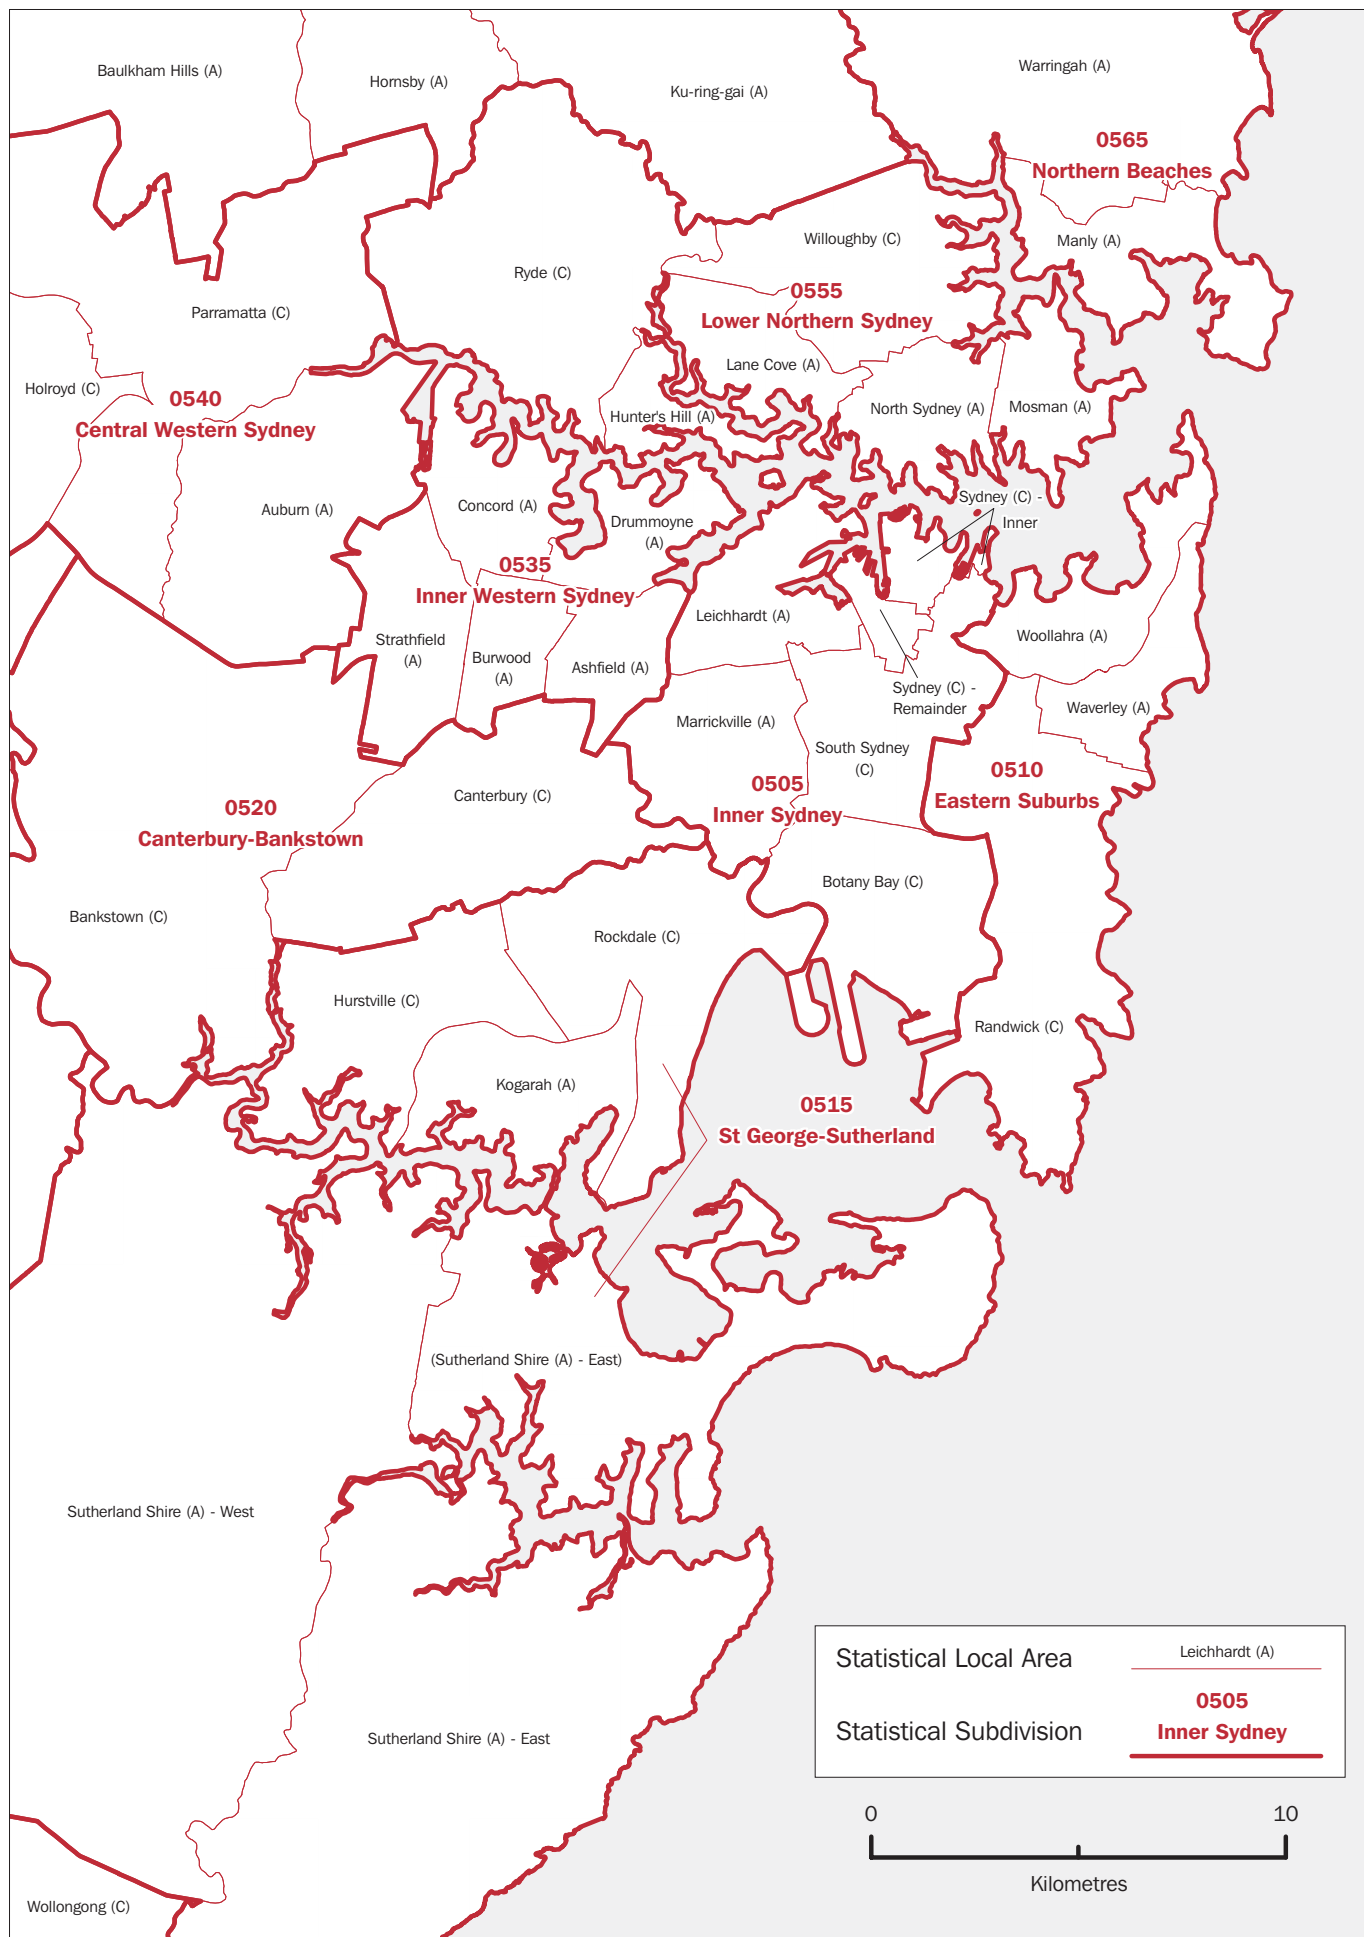 Baulkham Hills (A)
Hornsby (A)
Ku-ring-gai (A)
Warringah (A)
0565
Northern Beaches
Willoughby (C)
Manly (A)
Ryde (C)
0555
Lower Northern Sydney
Parramatta (C)
Lane Cove (A)
Holroyd (C)
0540
Central Western Sydney
Hunter's Hill (A)
North Sydney (A)
Mosman (A)
Auburn (A)
Concord (A)
Drummoyne
(A)
Sydney (C) -
Inner
0535
Inner Western Sydney
Leichhardt (A)
Woollahra (A)
Strathfield
(A)
Burwood
(A)
Ashfield (A)
Sydney (C) -
Remainder
Marrickville (A)
Waverley (A)
South Sydney
(C)
0505
Inner Sydney
0510
Eastern Suburbs
0520
Canterbury-Bankstown
Canterbury (C)
Botany Bay (C)
Bankstown (C)
Rockdale (C)
Hurstville (C)
Randwick (C)
Kogarah (A)
0515
St George-Sutherland
(Sutherland Shire (A) - East)
Sutherland Shire (A) - West
Sutherland Shire (A) - East
Wollongong (C)
Statistical Local Area
Leichhardt (A)
Statistical Subdivision
0505
Inner Sydney
0 10
Kilometres